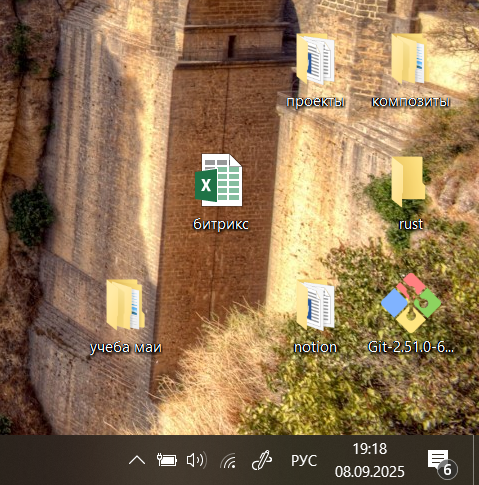 проекты
композиты
битрикс
rust
учеба маи
notion
Git-2.51.0-6...
РУС
19:18
08.09.2025
6